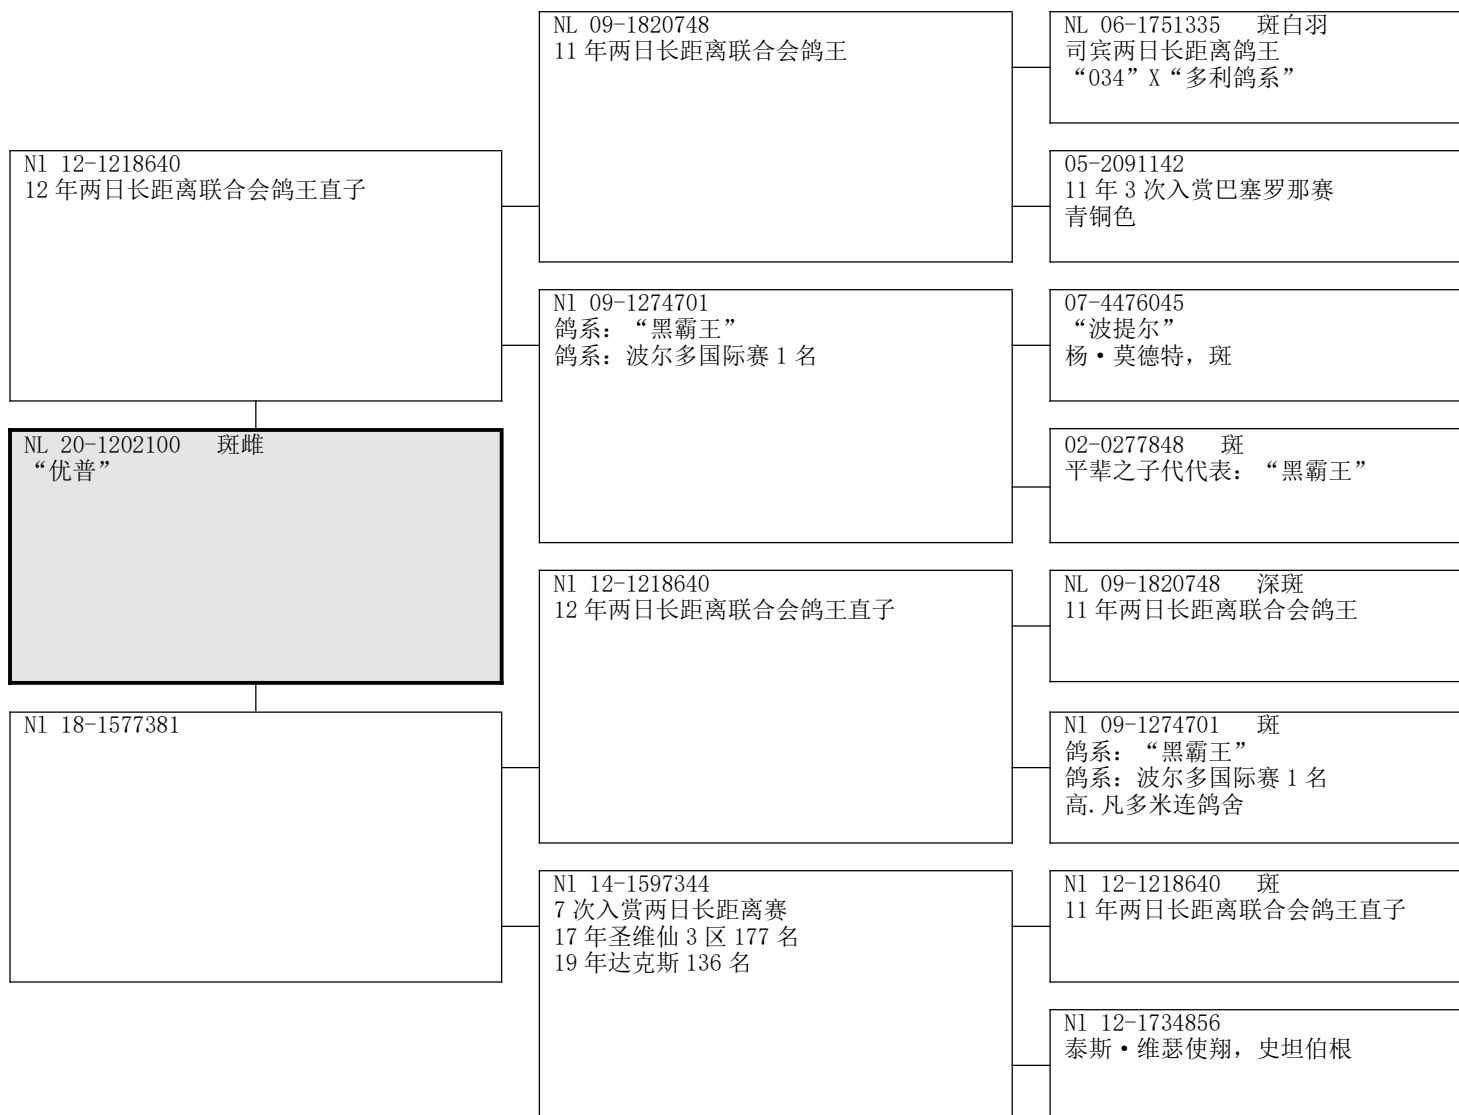 NL 09-1820748
11 年两日长距离联合会鸽王
NL 06-1751335 斑白羽
司宾两日长距离鸽王
“034”X“多利鸽系”
Nl 12-1218640
12 年两日长距离联合会鸽王直子
05-2091142
11 年 3 次入赏巴塞罗那赛
青铜色
Nl 09-1274701
鸽系：“黑霸王”
鸽系：波尔多国际赛 1 名
07-4476045
“波提尔”
杨·莫德特，斑
NL 20-1202100 斑雌
“优普”
02-0277848 斑
平辈之子代代表：“黑霸王”
Nl 12-1218640
12 年两日长距离联合会鸽王直子
NL 09-1820748 深斑
11 年两日长距离联合会鸽王
Nl 18-1577381
Nl 09-1274701 斑
鸽系：“黑霸王”
鸽系：波尔多国际赛 1 名
高.凡多米连鸽舍
Nl 14-1597344
7 次入赏两日长距离赛
17 年圣维仙 3 区 177 名
19 年达克斯 136 名
Nl 12-1218640 斑
11 年两日长距离联合会鸽王直子
Nl 12-1734856
泰斯·维瑟使翔，史坦伯根